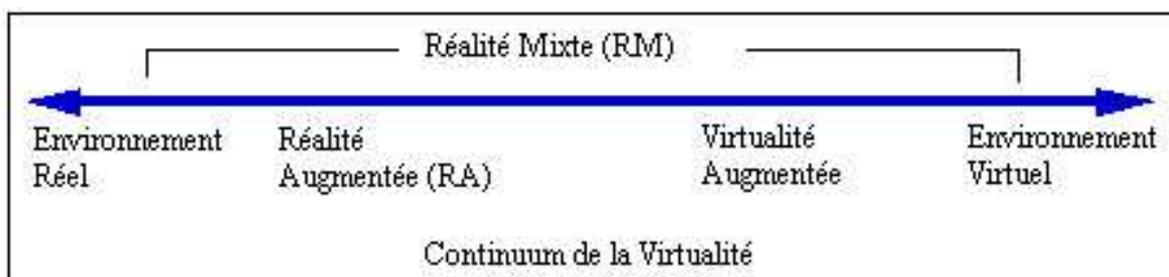 Réalité Mixte (RM)
Environnement
Réel
Réalité
Augmentée (RA)
Virtualité
Augmentée
Environnement
Virtuel
Continuum de la Virtualité